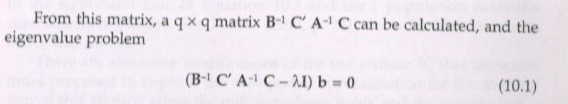 From this matrix, a q × q matrix B⁻¹ C′ A⁻¹ C can be calculated, and the
eigenvalue problem
(B⁻¹ C′ A⁻¹ C – λI) b = 0 (10.1)